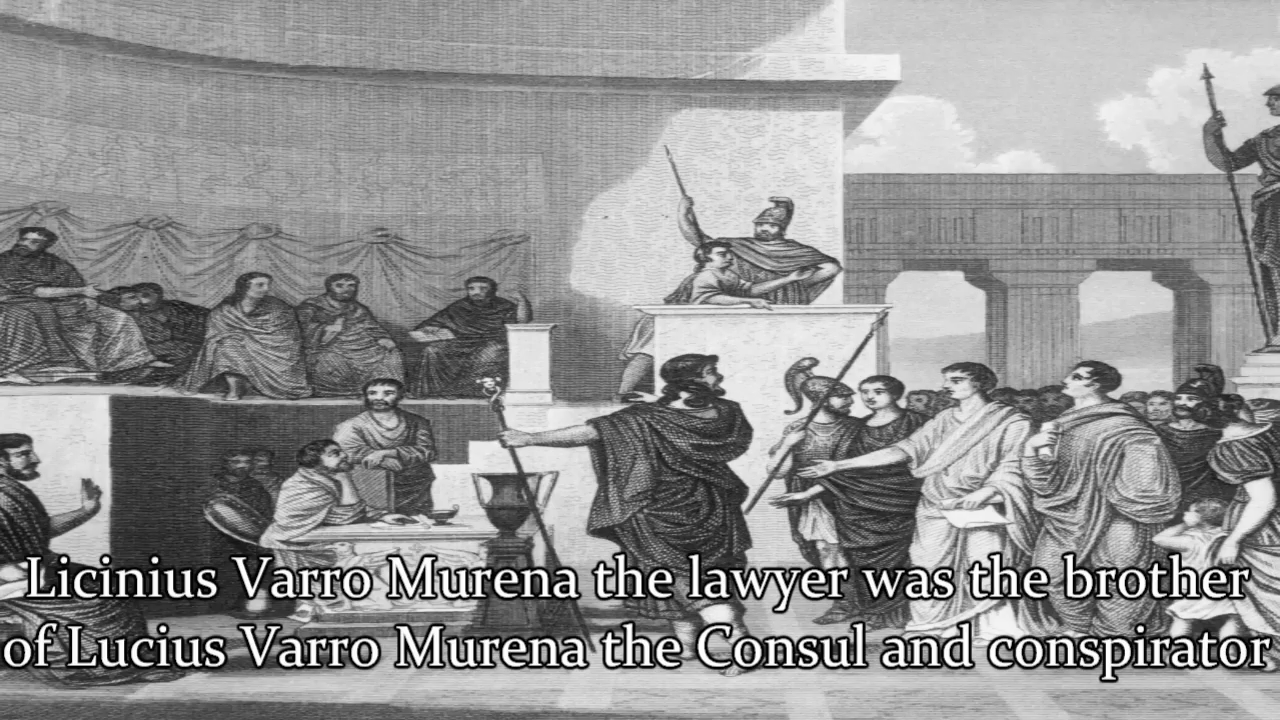 Licinius Varro Murena the lawyer was the brother
of Lucius Varro Murena the Consul and conspirator